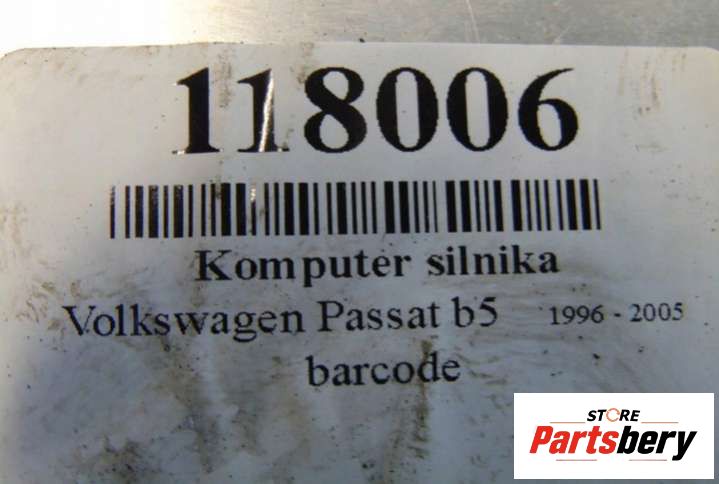 118006
Komputer silnika
Volkswagen Passat b5 1996 - 2005
barcode
STORE
Partsbery